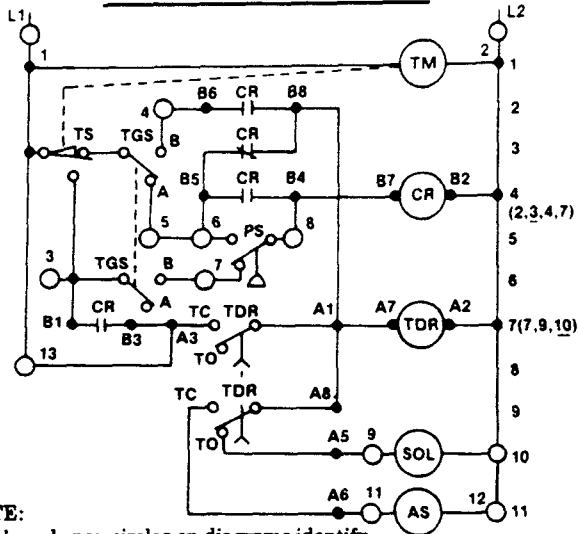 L1 L2
1 TM 2 1
B6 CR B8 2
4
TS TGS B CR 3
A B5 CR B4 B7 CR B2 4
(2,3,4,7)
5 6 PS 8 5
3 TGS B 7 6
A
B1 CR B3 A3 TC TDR A1 A7 TDR A2 7(7,9,10)
13 TO 8
TC TDR A8 9
TO A5 9 SOL 10
A6 11 AS 12 11
TE: